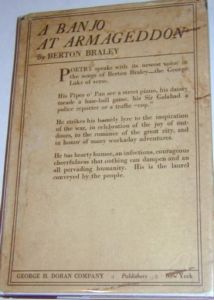 A BANJO
AT ARMAGEDDON
By BERTON BRALEY
POETRY speaks with its newest voice in
the songs of Berton Braley—the George
Luks of verse.
His Pipes o' Pan are a street piano, his daisy
meads a base-ball game, his Sir Galahad a
police reporter or a traffic "cop."
He strikes his homely lyre to the inspiration
of the war, in celebration of the joy of out-
doors, to the romance of the great city, and
in honor of many workaday adventures.
He has hearty humor, an infectious, contagious
cheerfulness that nothing can dampen and an
all pervading humanity. His is the laurel
conveyed by the people.
GEORGE H. DORAN COMPANY Publishers New York